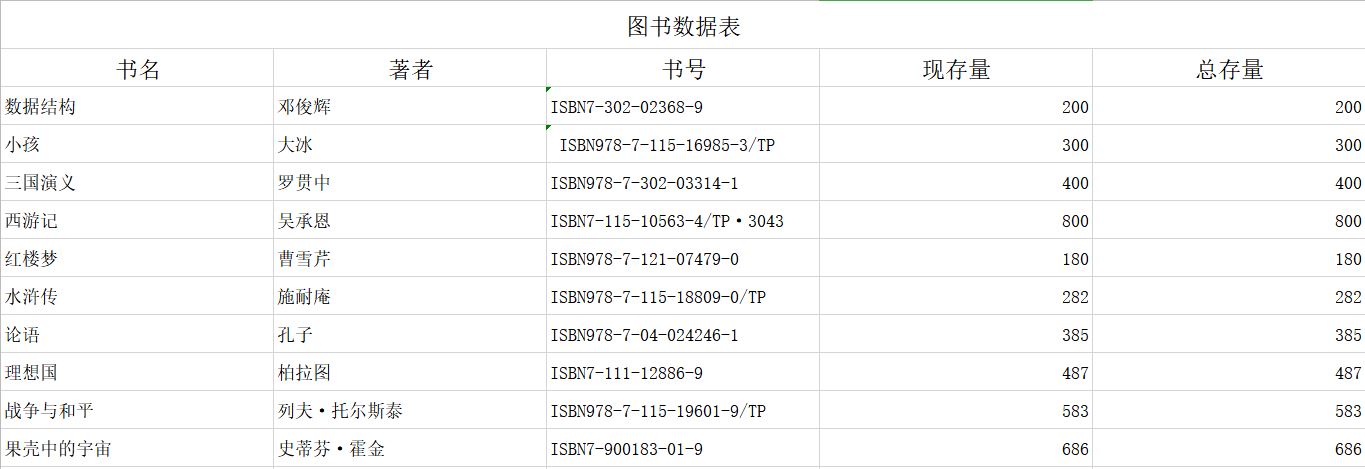 图书数据表
书名 著者 书号 现存量 总存量
数据结构 邓俊辉 ISBN7-302-02368-9 200 200
小孩 大冰 ISBN978-7-115-16985-3/TP 300 300
三国演义 罗贯中 ISBN978-7-302-03314-1 400 400
西游记 吴承恩 ISBN7-115-10563-4/TP·3043 800 800
红楼梦 曹雪芹 ISBN978-7-121-07479-0 180 180
水浒传 施耐庵 ISBN978-7-115-18809-0/TP 282 282
论语 孔子 ISBN978-7-04-024246-1 385 385
理想国 柏拉图 ISBN7-111-12886-9 487 487
战争与和平 列夫·托尔斯泰 ISBN978-7-115-19601-9/TP 583 583
果壳中的宇宙 史蒂芬·霍金 ISBN7-900183-01-9 686 686